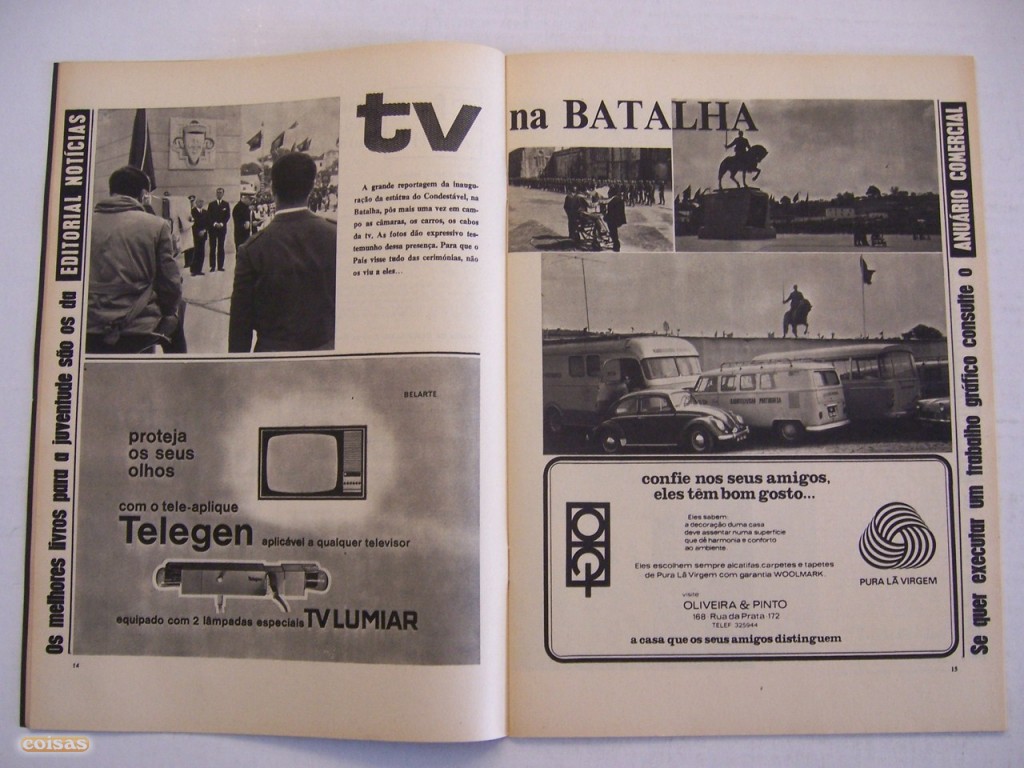 Os melhores livros para a juventude são os da EDITORIAL NOTÍCIAS
tv
A grande reportagem da inaugu-
ração da estátua do Condestável, na
Batalha, pôs mais uma vez em cam-
po as câmaras, os carros, os cabos
da tv. As fotos dão expressivo tes-
temunho dessa presença. Para que o
País visse tudo das cerimónias, não
os viu a eles...
BELARTE
proteja
os seus
olhos
com o tele-aplique
Telegen aplicável a qualquer televisor
equipado com 2 lâmpadas especiais TV LUMIAR
14
na BATALHA
confie nos seus amigos,
eles têm bom gosto...
Eles sabem:
a decoração duma casa
deve assentar numa superfície
que dê harmonia e conforto
ao ambiente.
Eles escolhem sempre alcatifas, carpetes e tapetes
de Pura Lã Virgem com garantia WOOLMARK.
PURA LÃ VIRGEM
visite
OLIVEIRA & PINTO
168 Rua da Prata 172
TELEF 325944
a casa que os seus amigos distinguem
Se quer executar um trabalho gráfico consulte o ANUÁRIO COMERCIAL
15
coisas